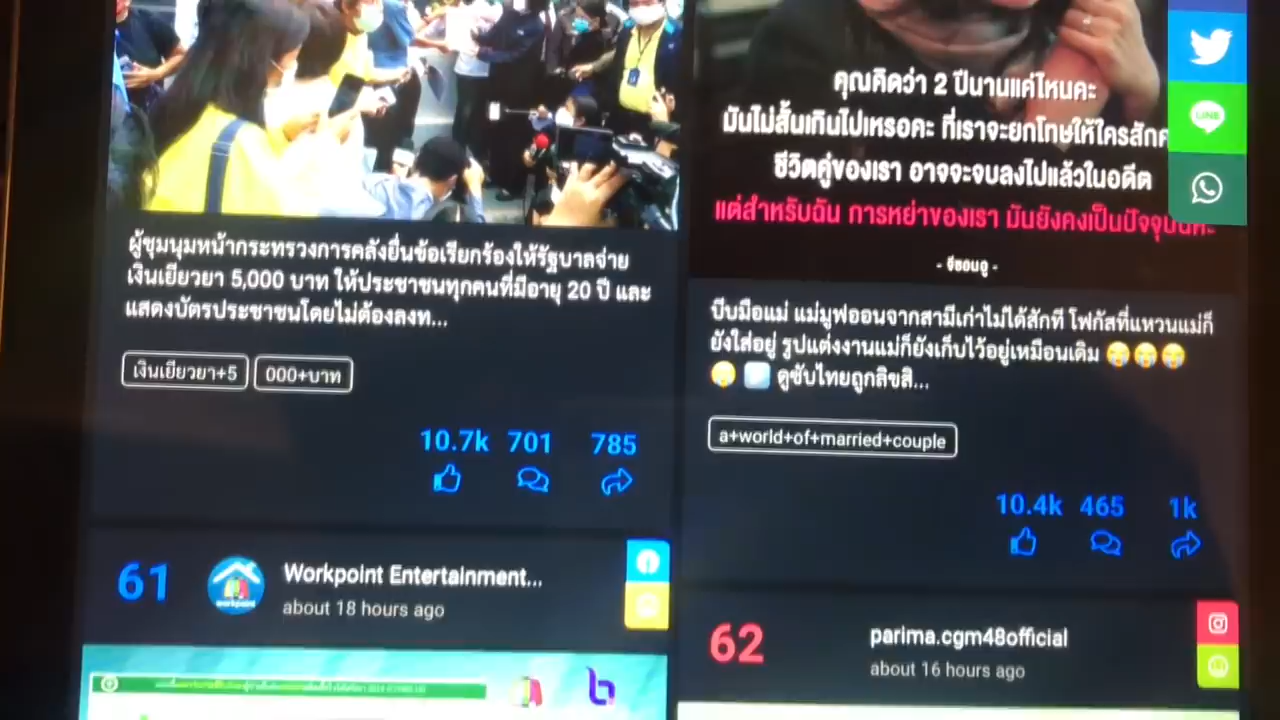 ผู้ชุมนุมหน้ากระทรวงการคลังยื่นข้อเรียกร้องให้รัฐบาลจ่าย
เงินเยียวยา 5,000 บาท ให้ประชาชนทุกคนที่มีอายุ 20 ปี และ
แสดงบัตรประชาชนโดยไม่ต้องลงท...
เงินเยียวยา+5
000+บาท
10.7k 701 785
61
Workpoint Entertainment...
about 18 hours ago
คุณคิดว่า 2 ปีนานแค่ไหนคะ
มันไม่สั้นเกินไปเหรอคะ ที่เราจะยกโทษให้ใครสัก
ชีวิตคู่ของเรา อาจจะจบลงไปแล้วในอดีต
แต่สำหรับฉัน การหย่าของเรา มันยังคงเป็นปัจจุบันค่ะ
- จีซอนอู -
LINE
บีบมือแม่ แม่มูฟออนจากสามีเก่าไม่ได้สักที โฟกัสที่แหวนแม่ก็
ยังใส่อยู่ รูปแต่งงานแม่ก็ยังเก็บไว้อยู่เหมือนเดิม 😭😭😭
😭 ดูซับไทยถูกลิขสิ...
a+world+of+married+couple
10.4k 465 1k
62
parima.cgm48official
about 16 hours ago